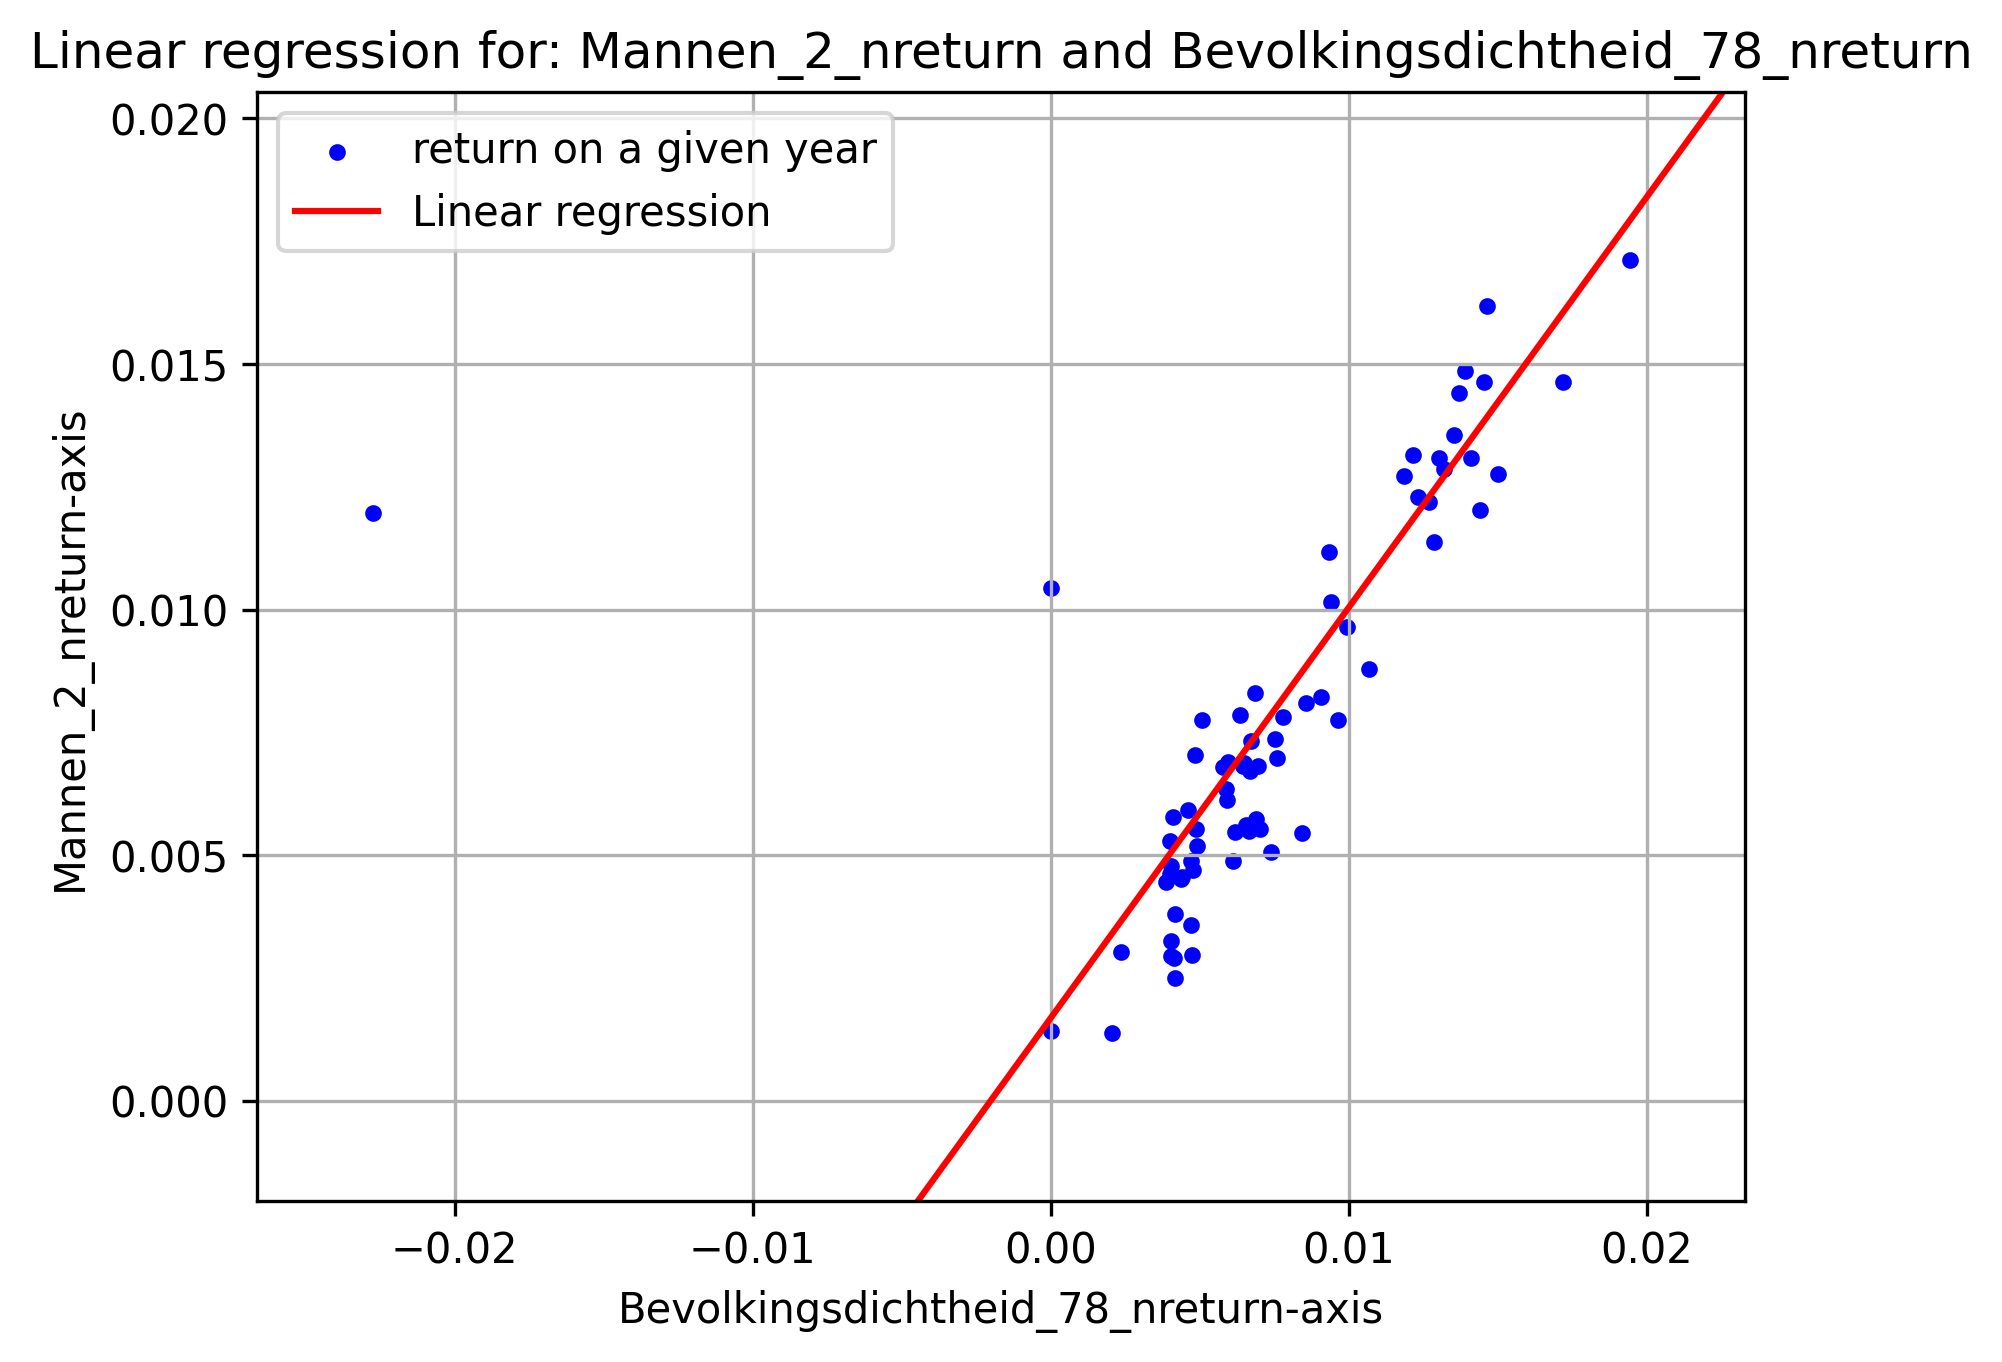 Linear regression for: Mannen_2_nreturn and Bevolkingsdichtheid_78_nreturn
return on a given year
Linear regression
0.020
0.015
0.010
0.005
0.000
Mannen_2_nreturn-axis
−0.02
−0.01
0.00
0.01
0.02
Bevolkingsdichtheid_78_nreturn-axis